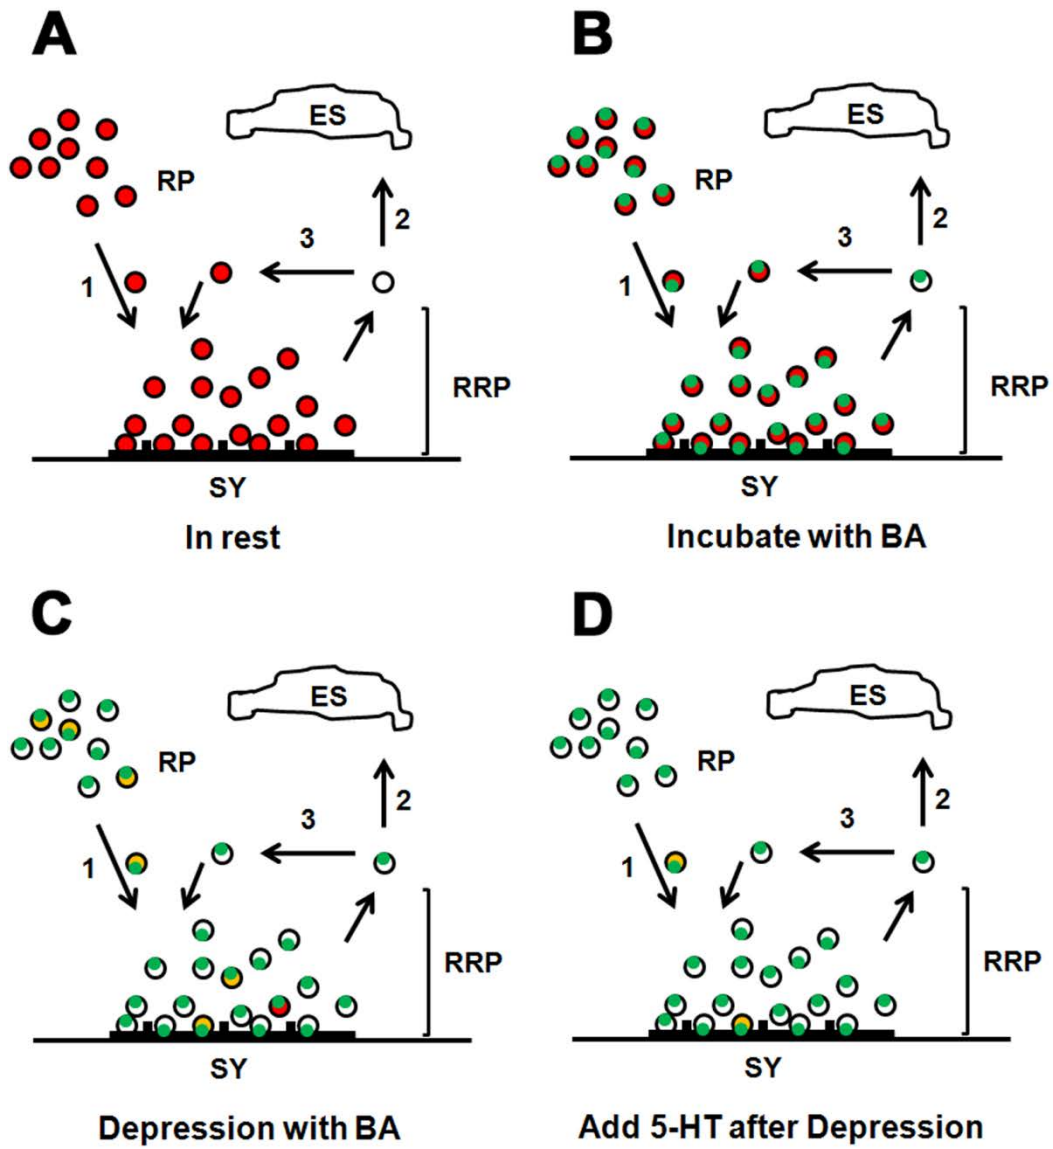 A
ES
RP
2
3
1
RRP
SY
In rest
B
ES
RP
2
3
1
RRP
SY
Incubate with BA
C
ES
RP
2
3
1
RRP
SY
Depression with BA
D
ES
RP
2
3
1
RRP
SY
Add 5-HT after Depression